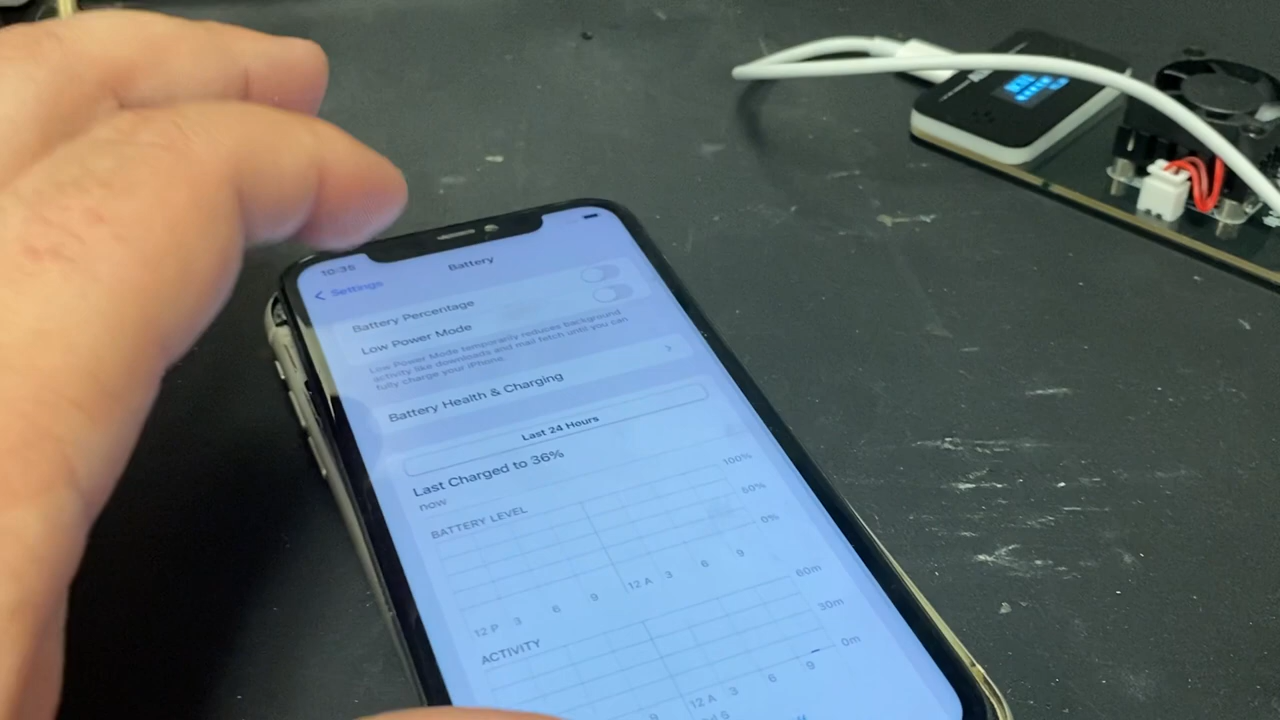 10:35
Battery
Settings
Battery Percentage
Low Power Mode
Low Power Mode temporarily reduces background
activity like downloads and mail fetch until you can
fully charge your iPhone.
Battery Health & Charging
Last 24 Hours
Last Charged to 36%
now
BATTERY LEVEL
100%
50%
0%
12 P 3 6 9 12 A 3 6 9
ACTIVITY
60m
30m
0m
9 12 A 3 6 9